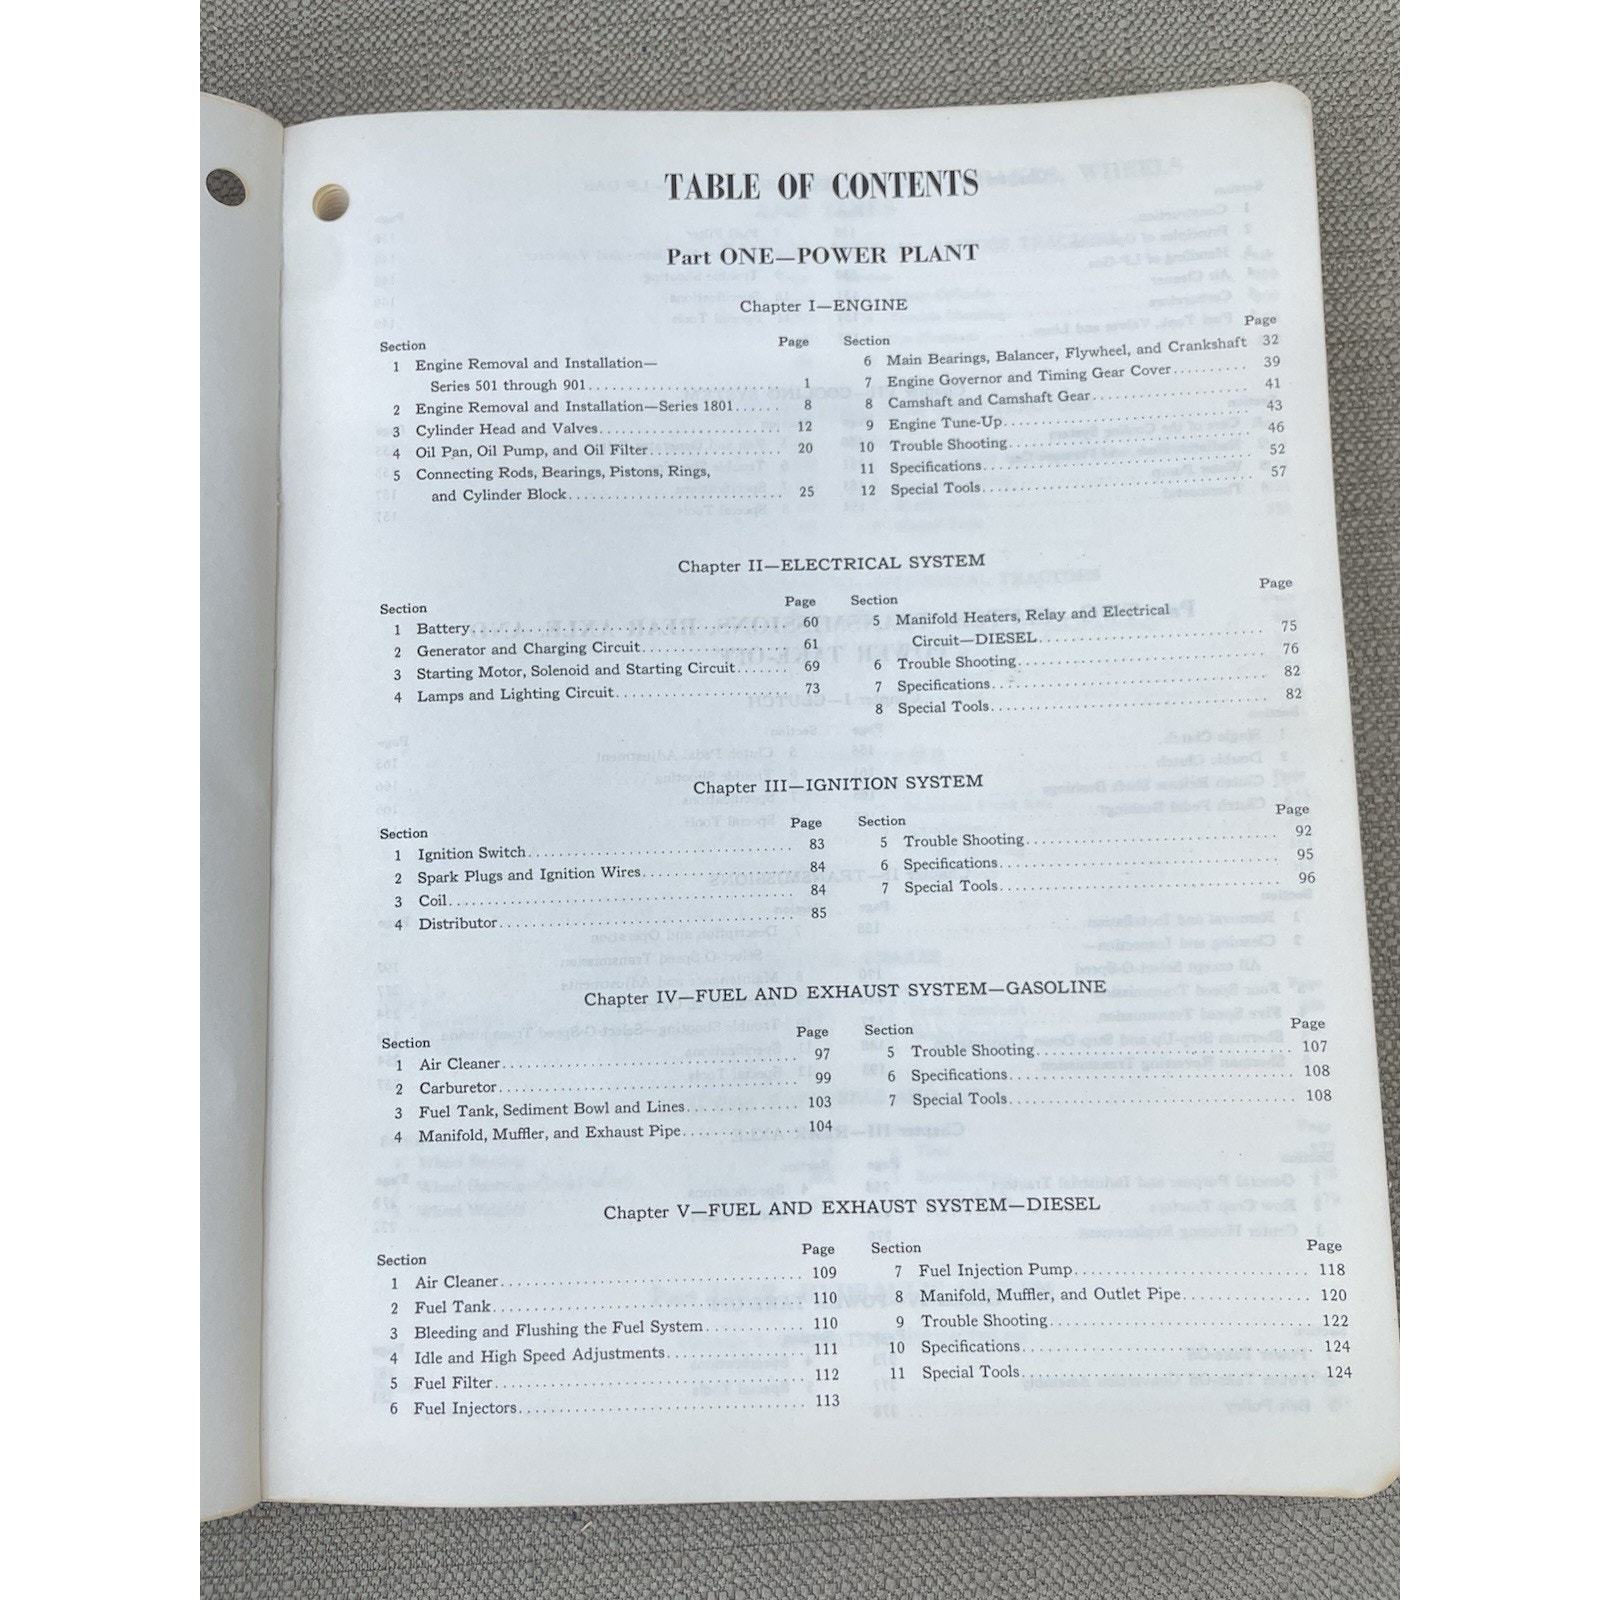 TABLE OF CONTENTS
Part ONE—POWER PLANT
Chapter I—ENGINE
Section Page
1 Engine Removal and Installation—
Series 501 through 901 1
2 Engine Removal and Installation—Series 1801 8
3 Cylinder Head and Valves 12
4 Oil Pan, Oil Pump, and Oil Filter 20
5 Connecting Rods, Bearings, Pistons, Rings,
and Cylinder Block 25
Section Page
6 Main Bearings, Balancer, Flywheel, and Crankshaft 32
7 Engine Governor and Timing Gear Cover 39
8 Camshaft and Camshaft Gear 41
9 Engine Tune-Up 43
10 Trouble Shooting 46
11 Specifications 52
12 Special Tools 57
Chapter II—ELECTRICAL SYSTEM
Section Page
1 Battery 60
2 Generator and Charging Circuit 61
3 Starting Motor, Solenoid and Starting Circuit 69
4 Lamps and Lighting Circuit 73
Section Page
5 Manifold Heaters, Relay and Electrical
Circuit—DIESEL 75
6 Trouble Shooting 76
7 Specifications 82
8 Special Tools 82
Chapter III—IGNITION SYSTEM
Section Page
1 Ignition Switch 83
2 Spark Plugs and Ignition Wires 84
3 Coil 84
4 Distributor 85
Section Page
5 Trouble Shooting 92
6 Specifications 95
7 Special Tools 96
Chapter IV—FUEL AND EXHAUST SYSTEM—GASOLINE
Section Page
1 Air Cleaner 97
2 Carburetor 99
3 Fuel Tank, Sediment Bowl and Lines 103
4 Manifold, Muffler, and Exhaust Pipe 104
Section Page
5 Trouble Shooting 107
6 Specifications 108
7 Special Tools 108
Chapter V—FUEL AND EXHAUST SYSTEM—DIESEL
Section Page
1 Air Cleaner 109
2 Fuel Tank 110
3 Bleeding and Flushing the Fuel System 110
4 Idle and High Speed Adjustments 111
5 Fuel Filter 112
6 Fuel Injectors 113
Section Page
7 Fuel Injection Pump 118
8 Manifold, Muffler, and Outlet Pipe 120
9 Trouble Shooting 122
10 Specifications 124
11 Special Tools 124